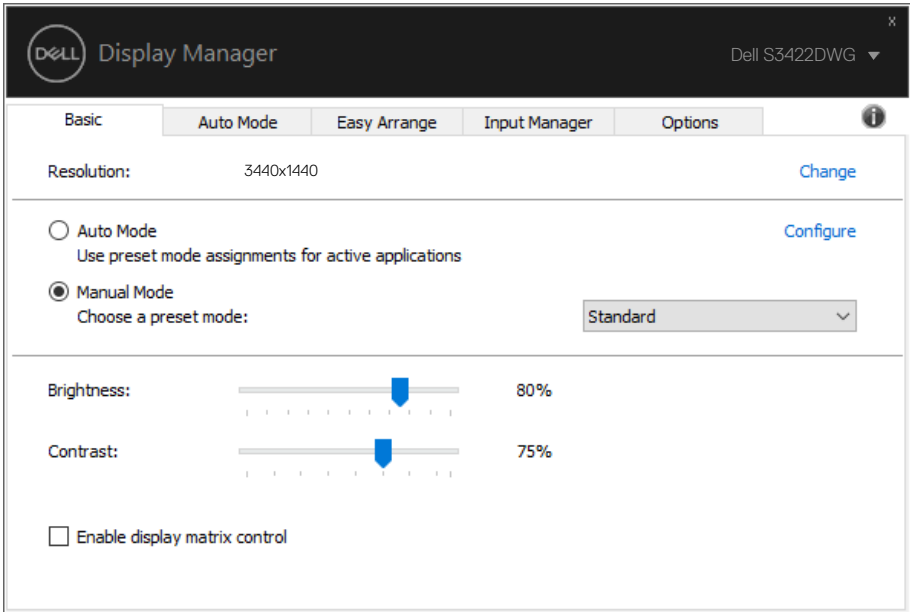 x
DELL Display Manager
Dell S3422DWG
Basic Auto Mode Easy Arrange Input Manager Options i
Resolution: 3440x1440 Change
Auto Mode Configure
Use preset mode assignments for active applications
Manual Mode
Choose a preset mode: Standard
Brightness: 80%
Contrast: 75%
Enable display matrix control